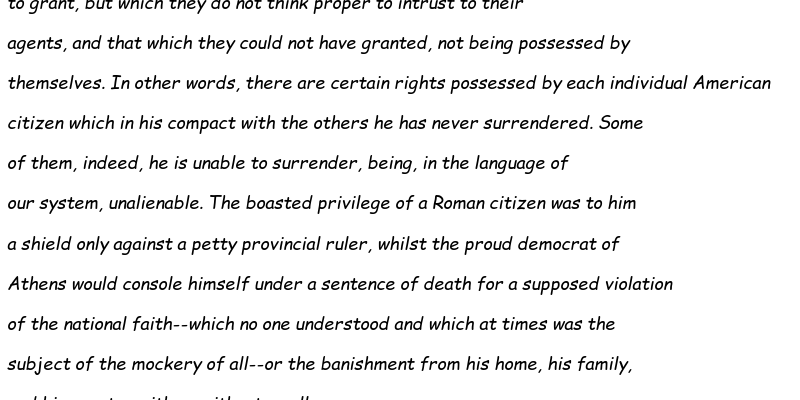 to grant, but which they do not think proper to intrust to their
agents, and that which they could not have granted, not being possessed by
themselves. In other words, there are certain rights possessed by each individual American
citizen which in his compact with the others he has never surrendered. Some
of them, indeed, he is unable to surrender, being, in the language of
our system, unalienable. The boasted privilege of a Roman citizen was to him
a shield only against a petty provincial ruler, whilst the proud democrat of
Athens would console himself under a sentence of death for a supposed violation
of the national faith--which no one understood and which at times was the
subject of the mockery of all--or the banishment from his home, his family,